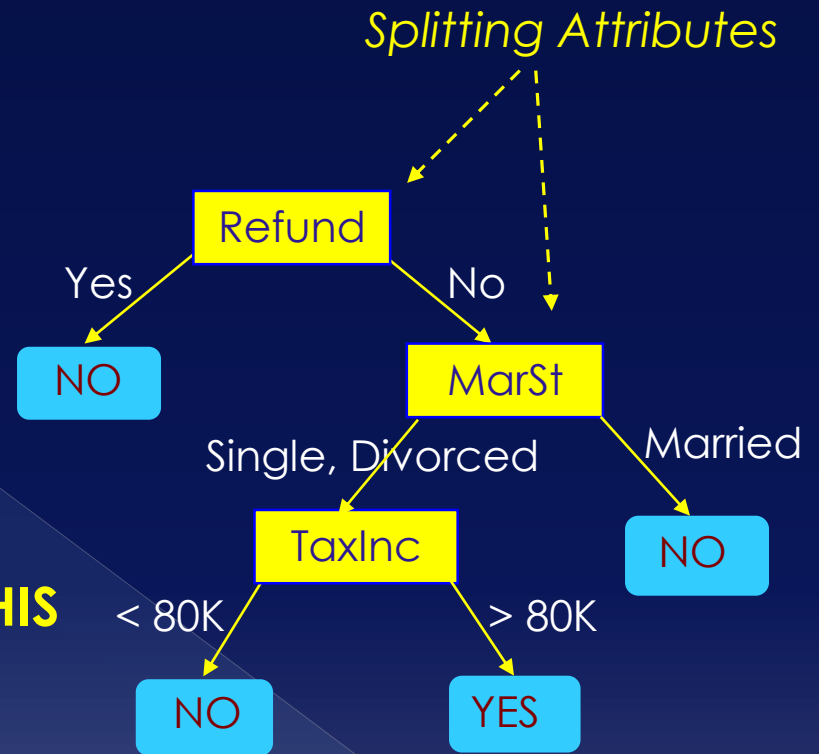 Splitting Attributes
Refund
Yes
No
NO
MarSt
Single, Divorced
Married
TaxInc
NO
HIS
< 80K
> 80K
NO
YES